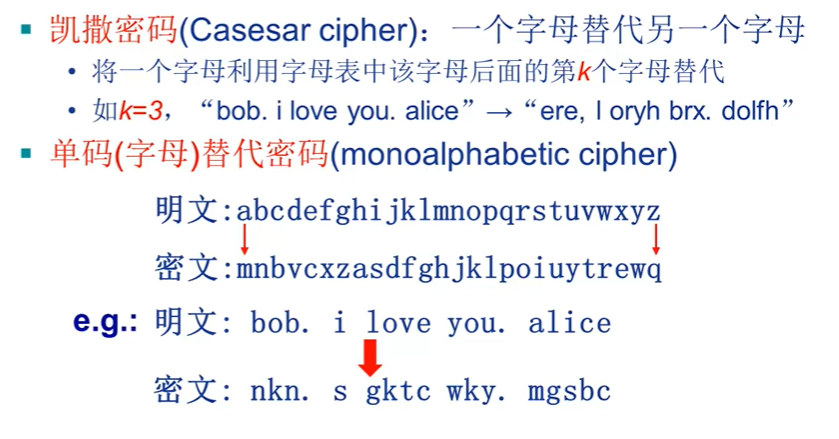 ▪ 凯撒密码(Casesar cipher)：一个字母替代另一个字母
• 将一个字母利用字母表中该字母后面的第k个字母替代
• 如k=3，“bob. i love you. alice”→“ere, l oryh brx. dolfh”
▪ 单码(字母)替代密码(monoalphabetic cipher)
明文:abcdefghijklmnopqrstuvwxyz
密文:mnbvcxzasdfghjklpoiuytrewq
e.g.: 明文: bob. i love you. alice
密文: nkn. s gktc wky. mgsbc